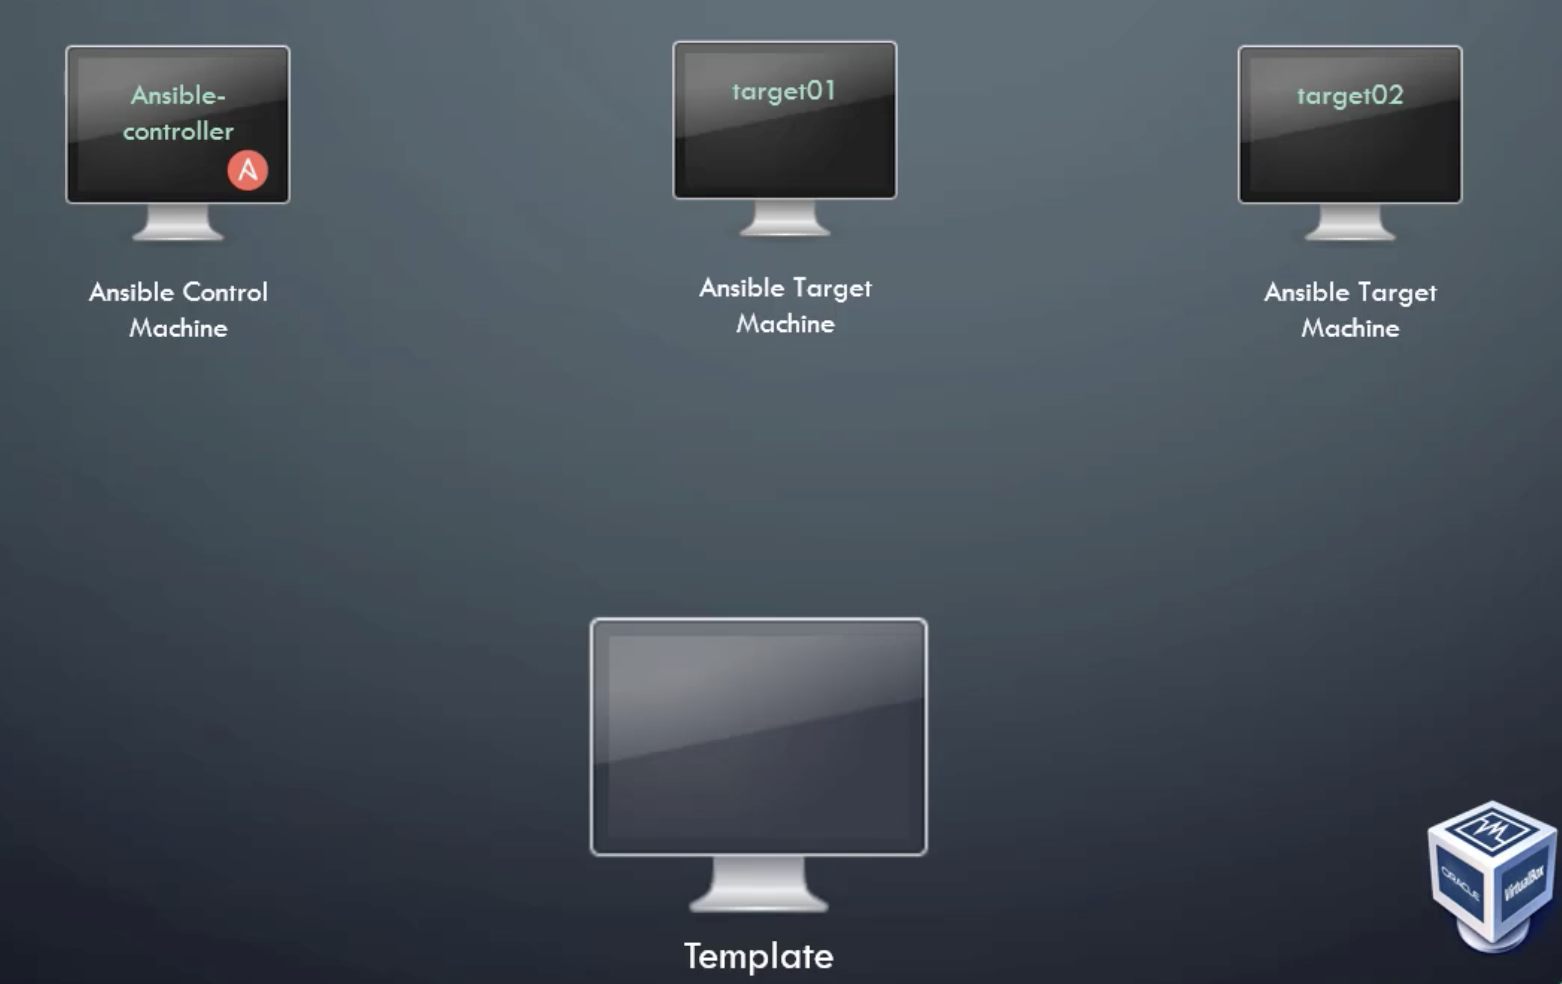 Ansible-
controller
target01
target02
Ansible Control
Machine
Ansible Target
Machine
Ansible Target
Machine
ORACLE
VirtualBox
Template